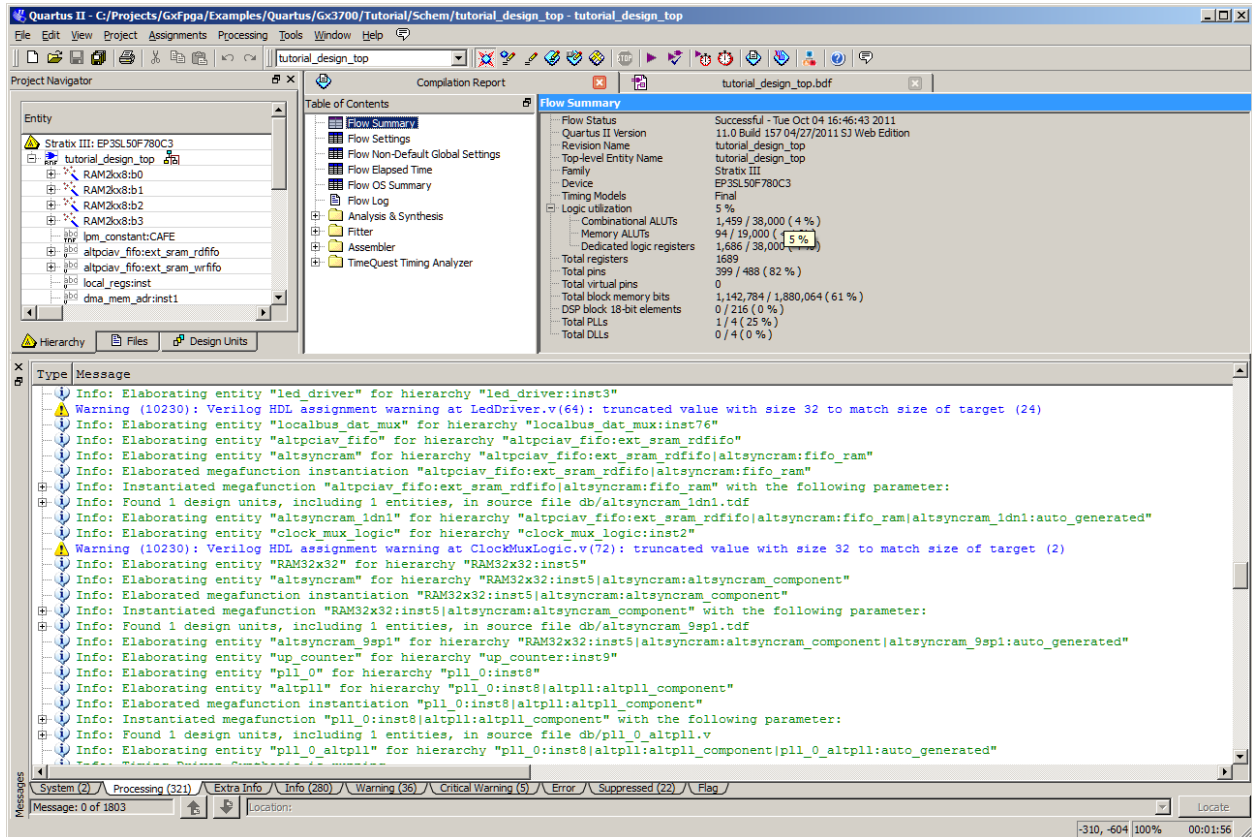 Quartus II - C:/Projects/GxFpga/Examples/Quartus/Gx3700/Tutorial/Schem/tutorial_design_top - tutorial_design_top
File Edit View Project Assignments Processing Tools Window Help
tutorial_design_top
Project Navigator
Entity
Stratix III: EP3SL50F780C3
tutorial_design_top
RAM2kx8:b0
RAM2kx8:b1
RAM2kx8:b2
RAM2kx8:b3
lpm_constant:CAFE
altpciav_fifo:ext_sram_rdfifo
altpciav_fifo:ext_sram_wrfifo
local_regs:inst
dma_mem_adr:inst1
Hierarchy Files Design Units
Compilation Report tutorial_design_top.bdf
Table of Contents
Flow Summary
Flow Settings
Flow Non-Default Global Settings
Flow Elapsed Time
Flow OS Summary
Flow Log
Analysis & Synthesis
Fitter
Assembler
TimeQuest Timing Analyzer
Flow Summary
Flow Status Successful - Tue Oct 04 16:46:43 2011
Quartus II Version 11.0 Build 157 04/27/2011 SJ Web Edition
Revision Name tutorial_design_top
Top-level Entity Name tutorial_design_top
Family Stratix III
Device EP3SL50F780C3
Timing Models Final
Logic utilization 5 %
Combinational ALUTs 1,459 / 38,000 ( 4 % )
Memory ALUTs 94 / 19,000 (
5 %
Dedicated logic registers 1,686 / 38,000
Total registers 1689
Total pins 399 / 488 ( 82 % )
Total virtual pins 0
Total block memory bits 1,142,784 / 1,880,064 ( 61 % )
DSP block 18-bit elements 0 / 216 ( 0 % )
Total PLLs 1 / 4 ( 25 % )
Total DLLs 0 / 4 ( 0 % )
Type Message
Info: Elaborating entity "led_driver" for hierarchy "led_driver:inst3"
Warning (10230): Verilog HDL assignment warning at LedDriver.v(64): truncated value with size 32 to match size of target (24)
Info: Elaborating entity "localbus_dat_mux" for hierarchy "localbus_dat_mux:inst76"
Info: Elaborating entity "altpciav_fifo" for hierarchy "altpciav_fifo:ext_sram_rdfifo"
Info: Elaborating entity "altsyncram" for hierarchy "altpciav_fifo:ext_sram_rdfifo|altsyncram:fifo_ram"
Info: Elaborated megafunction instantiation "altpciav_fifo:ext_sram_rdfifo|altsyncram:fifo_ram"
Info: Instantiated megafunction "altpciav_fifo:ext_sram_rdfifo|altsyncram:fifo_ram" with the following parameter:
Info: Found 1 design units, including 1 entities, in source file db/altsyncram_1dn1.tdf
Info: Elaborating entity "altsyncram_1dn1" for hierarchy "altpciav_fifo:ext_sram_rdfifo|altsyncram:fifo_ram|altsyncram_1dn1:auto_generated"
Info: Elaborating entity "clock_mux_logic" for hierarchy "clock_mux_logic:inst2"
Warning (10230): Verilog HDL assignment warning at ClockMuxLogic.v(72): truncated value with size 32 to match size of target (2)
Info: Elaborating entity "RAM32x32" for hierarchy "RAM32x32:inst5"
Info: Elaborating entity "altsyncram" for hierarchy "RAM32x32:inst5|altsyncram:altsyncram_component"
Info: Elaborated megafunction instantiation "RAM32x32:inst5|altsyncram:altsyncram_component"
Info: Instantiated megafunction "RAM32x32:inst5|altsyncram:altsyncram_component" with the following parameter:
Info: Found 1 design units, including 1 entities, in source file db/altsyncram_9sp1.tdf
Info: Elaborating entity "altsyncram_9sp1" for hierarchy "RAM32x32:inst5|altsyncram:altsyncram_component|altsyncram_9sp1:auto_generated"
Info: Elaborating entity "up_counter" for hierarchy "up_counter:inst9"
Info: Elaborating entity "pll_0" for hierarchy "pll_0:inst8"
Info: Elaborating entity "altpll" for hierarchy "pll_0:inst8|altpll:altpll_component"
Info: Elaborated megafunction instantiation "pll_0:inst8|altpll:altpll_component"
Info: Instantiated megafunction "pll_0:inst8|altpll:altpll_component" with the following parameter:
Info: Found 1 design units, including 1 entities, in source file db/pll_0_altpll.v
Info: Elaborating entity "pll_0_altpll" for hierarchy "pll_0:inst8|altpll:altpll_component|pll_0_altpll:auto_generated"
Info: Timing-Driven Synthesis is running
System (2) Processing (321) Extra Info Info (280) Warning (36) Critical Warning (5) Error Suppressed (22) Flag
Messages
Message: 0 of 1803 Location: Locate
-310, -604 100% 00:01:56